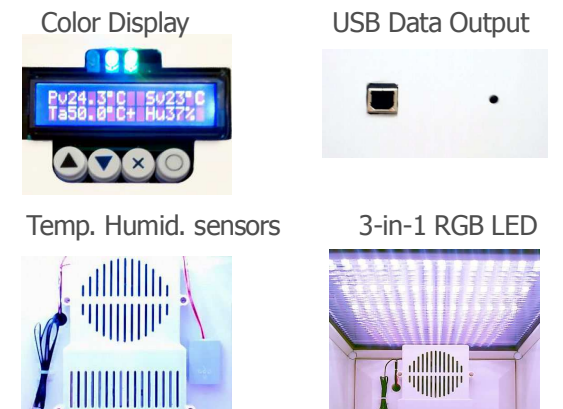 Color Display
USB Data Output
Pv24.3°C Sv23°C
Ta50.0°C+ Hu37%
Temp. Humid. sensors
3-in-1 RGB LED